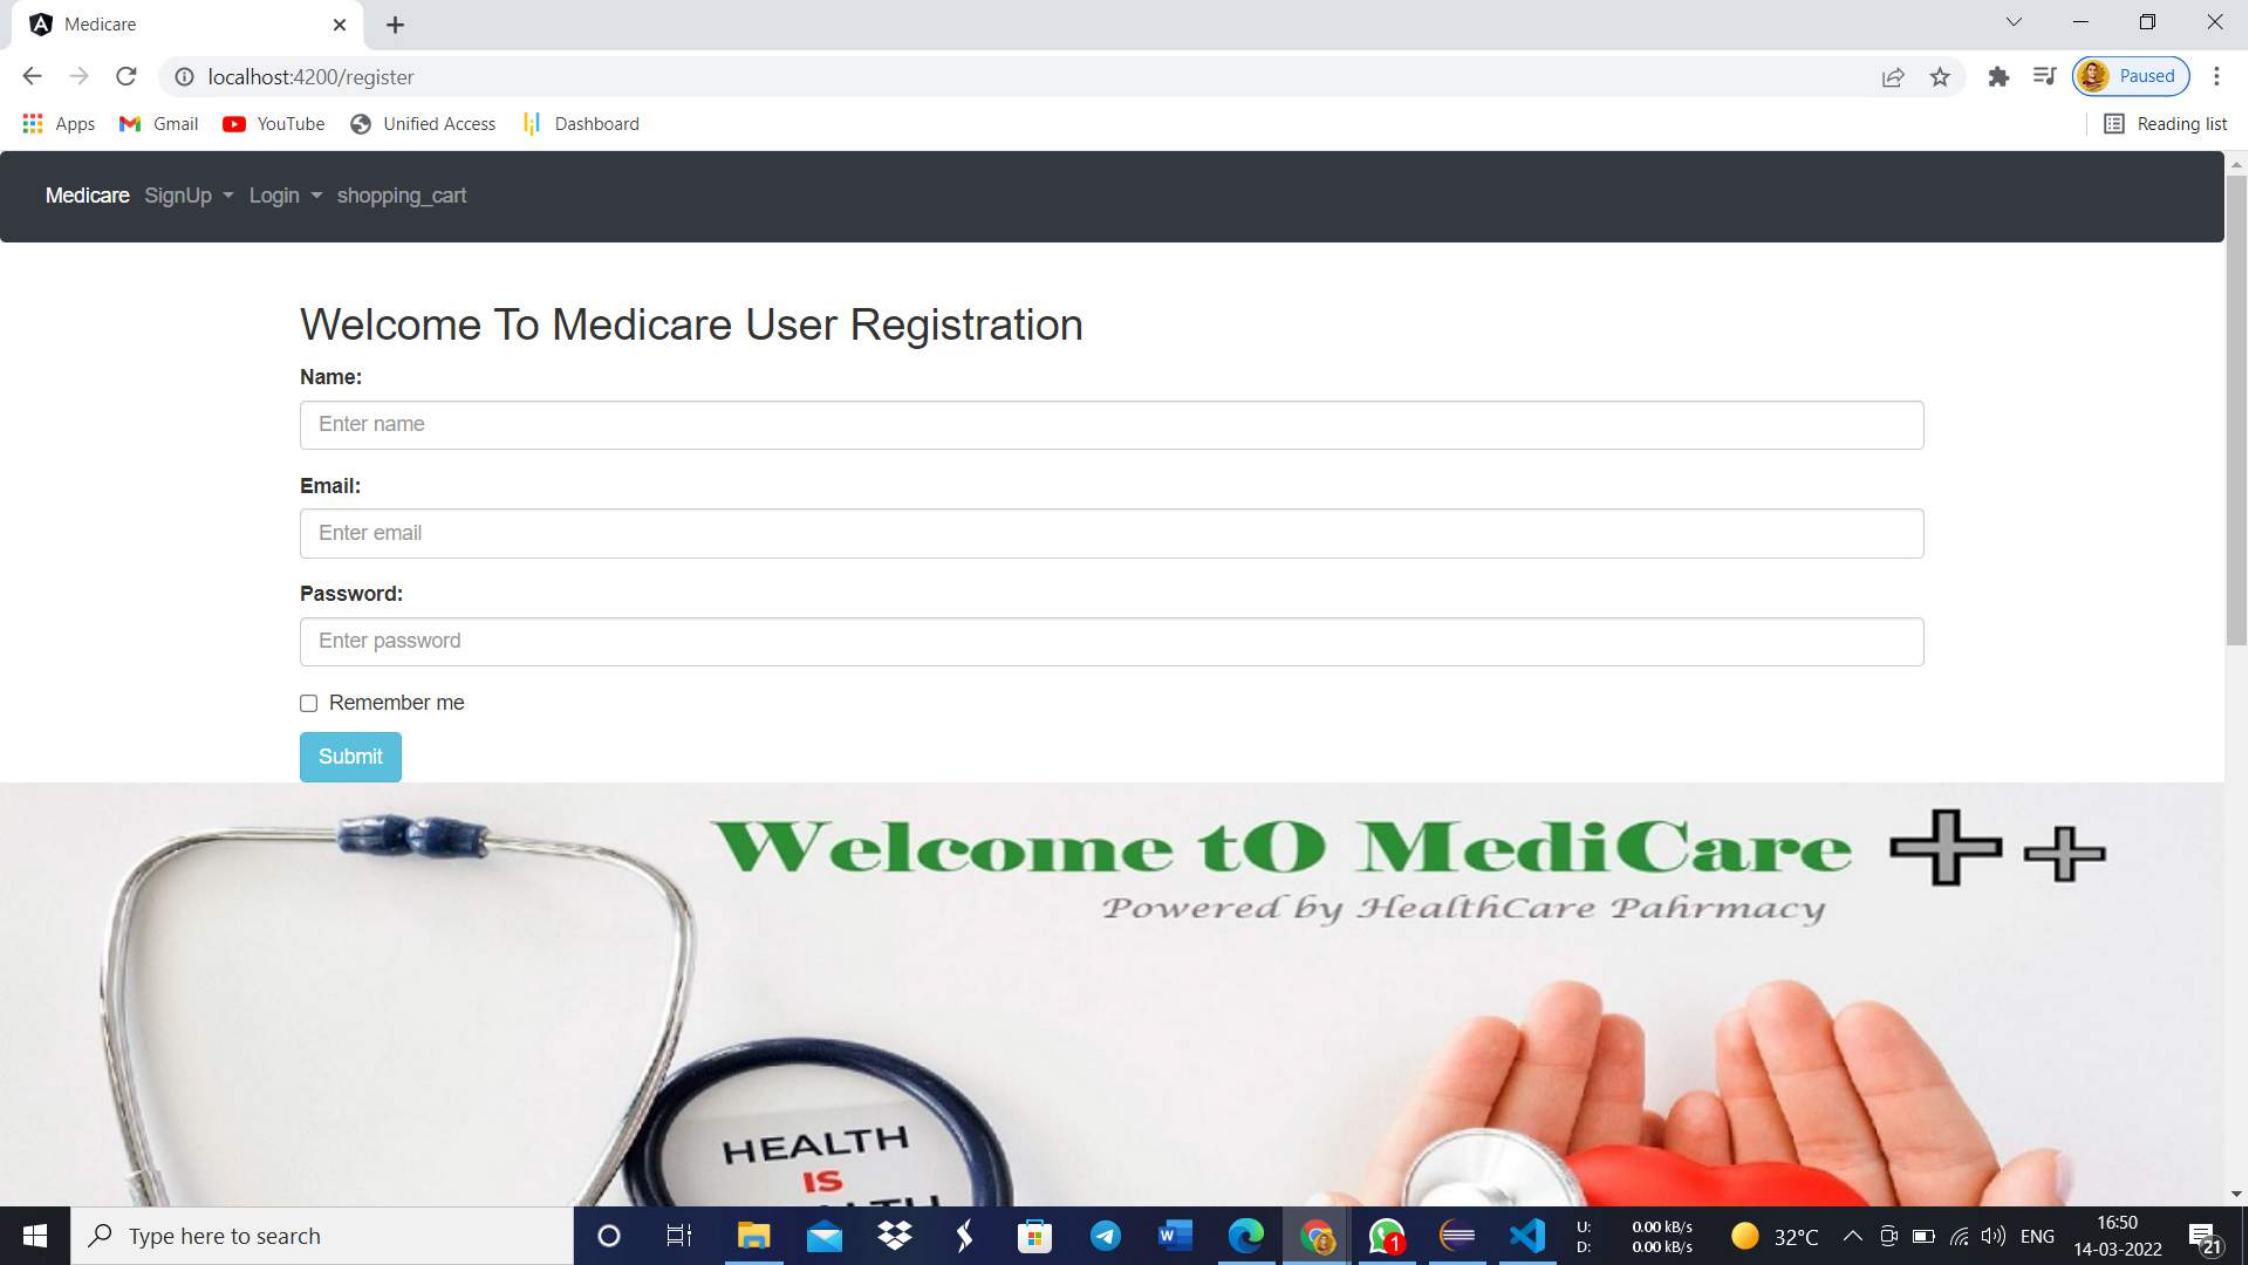 Medicare
localhost:4200/register
Paused
Apps Gmail YouTube Unified Access Dashboard Reading list
Medicare SignUp Login shopping_cart
Welcome To Medicare User Registration
Name:
Enter name
Email:
Enter email
Password:
Enter password
Remember me
Submit
Welcome tO MediCare
Powered by HealthCare Pahrmacy
HEALTH
IS
Type here to search
W
1
U: 0.00 kB/s
D: 0.00 kB/s
32°C
ENG
16:50
14-03-2022
21